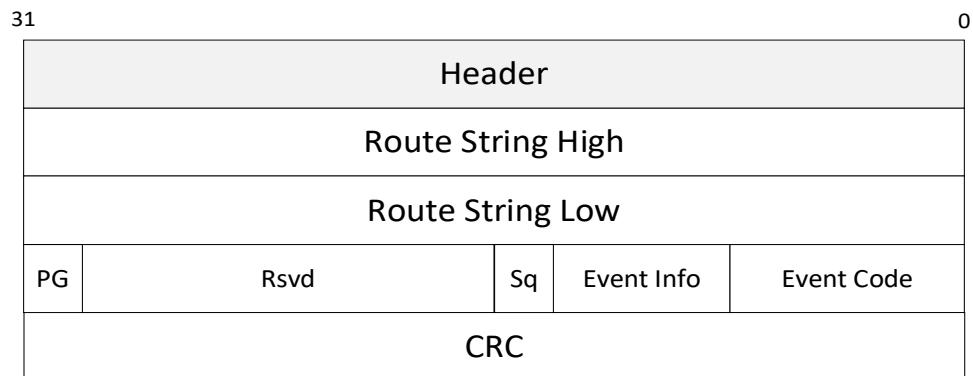 31 0
Header
Route String High
Route String Low
PG Rsvd Sq Event Info Event Code
CRC